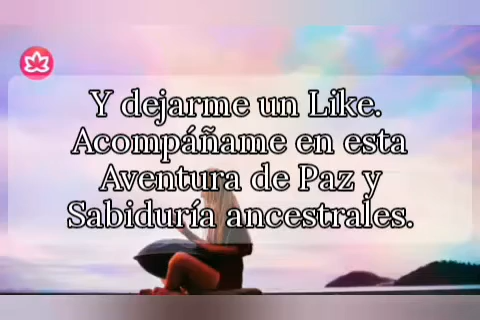 Y dejarme un Like.
Acompáñame en esta
Aventura de Paz y
Sabiduría ancestrales.